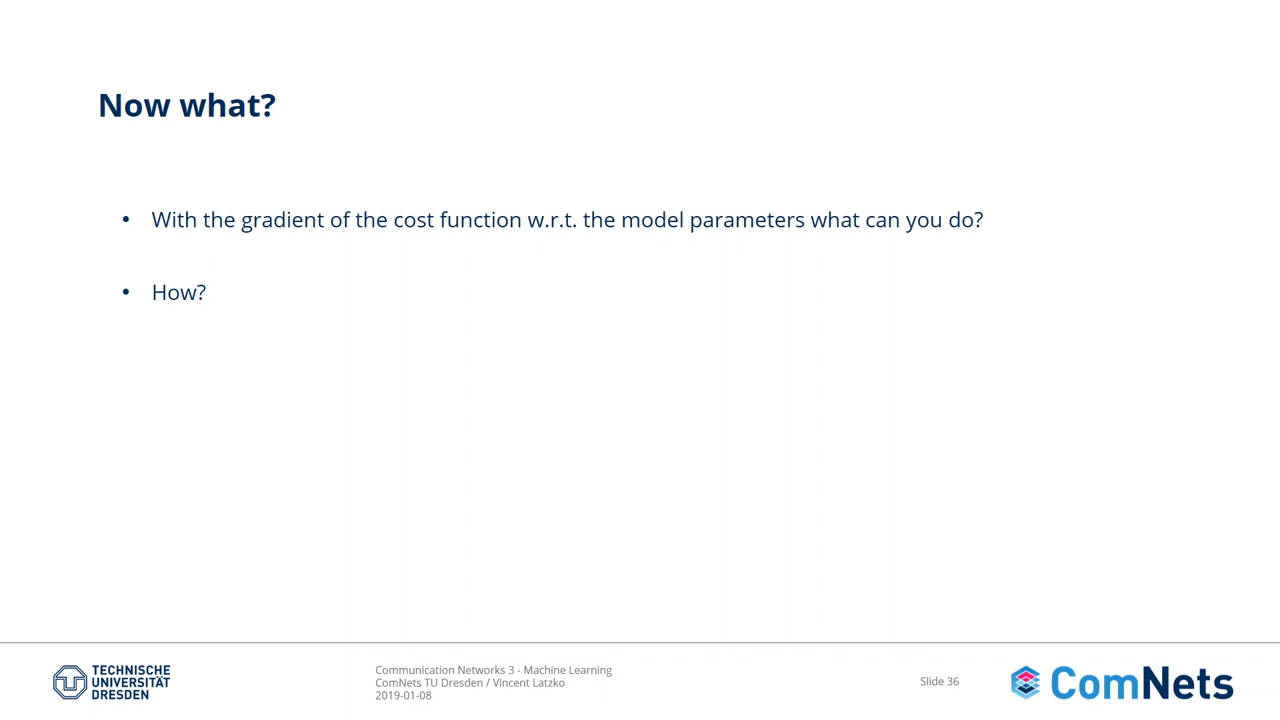 Now what?
• With the gradient of the cost function w.r.t. the model parameters what can you do?
• How?
TECHNISCHE
UNIVERSITÄT
DRESDEN
Communication Networks 3 - Machine Learning
ComNets TU Dresden / Vincent Latzko
2019-01-08
Slide 36
ComNets